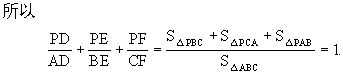 所以
PD/AD + PE/BE + PF/CF = (S△PBC + S△PCA + S△PAB)/S△ABC = 1